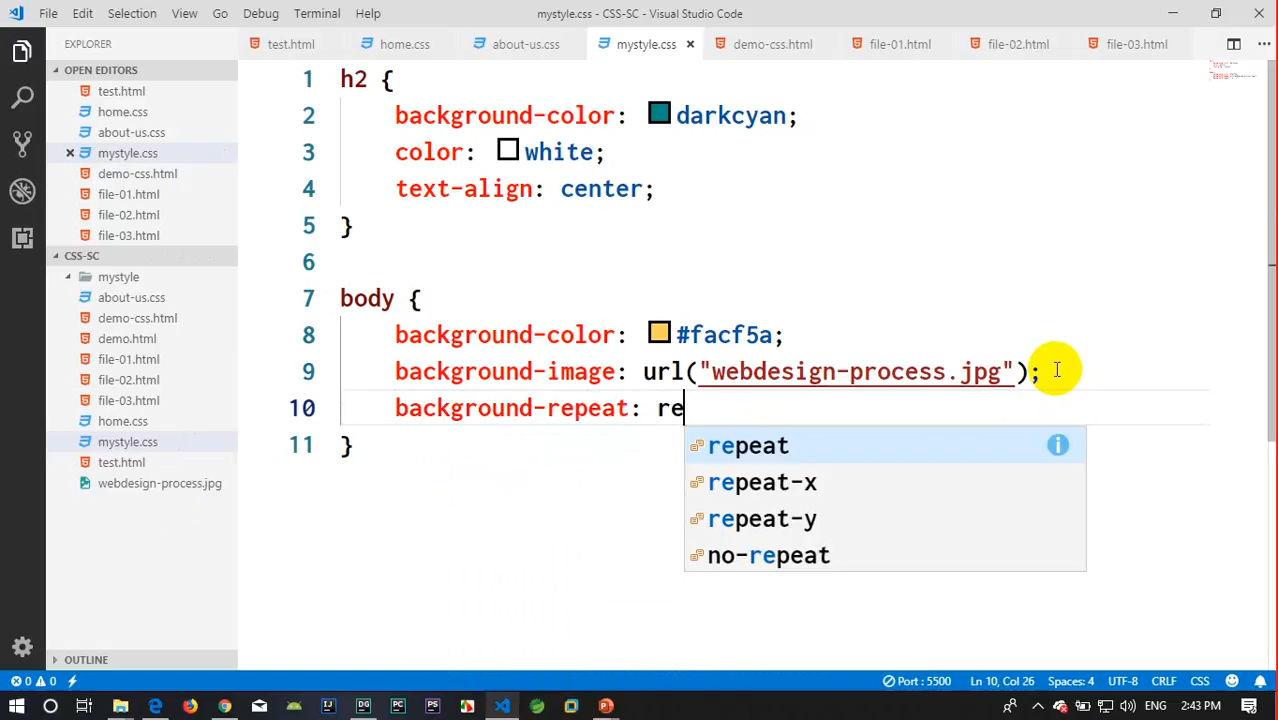 File Edit Selection View Go Debug Terminal Help mystyle.css - CSS-SC - Visual Studio Code
EXPLORER
OPEN EDITORS
test.html
home.css
about-us.css
mystyle.css
demo-css.html
file-01.html
file-02.html
file-03.html
CSS-SC
mystyle
about-us.css
demo-css.html
demo.html
file-01.html
file-02.html
file-03.html
home.css
mystyle.css
test.html
webdesign-process.jpg
OUTLINE
test.html home.css about-us.css mystyle.css demo-css.html file-01.html file-02.html file-03.html
1 h2 {
2 background-color: darkcyan;
3 color: white;
4 text-align: center;
5 }
6
7 body {
8 background-color: #facf5a;
9 background-image: url("webdesign-process.jpg");
10 background-repeat: re
11 }
repeat
repeat-x
repeat-y
no-repeat
0 0 Port : 5500 Ln 10, Col 26 Spaces: 4 UTF-8 CRLF CSS
IJ DG PC PS ENG 2:43 PM